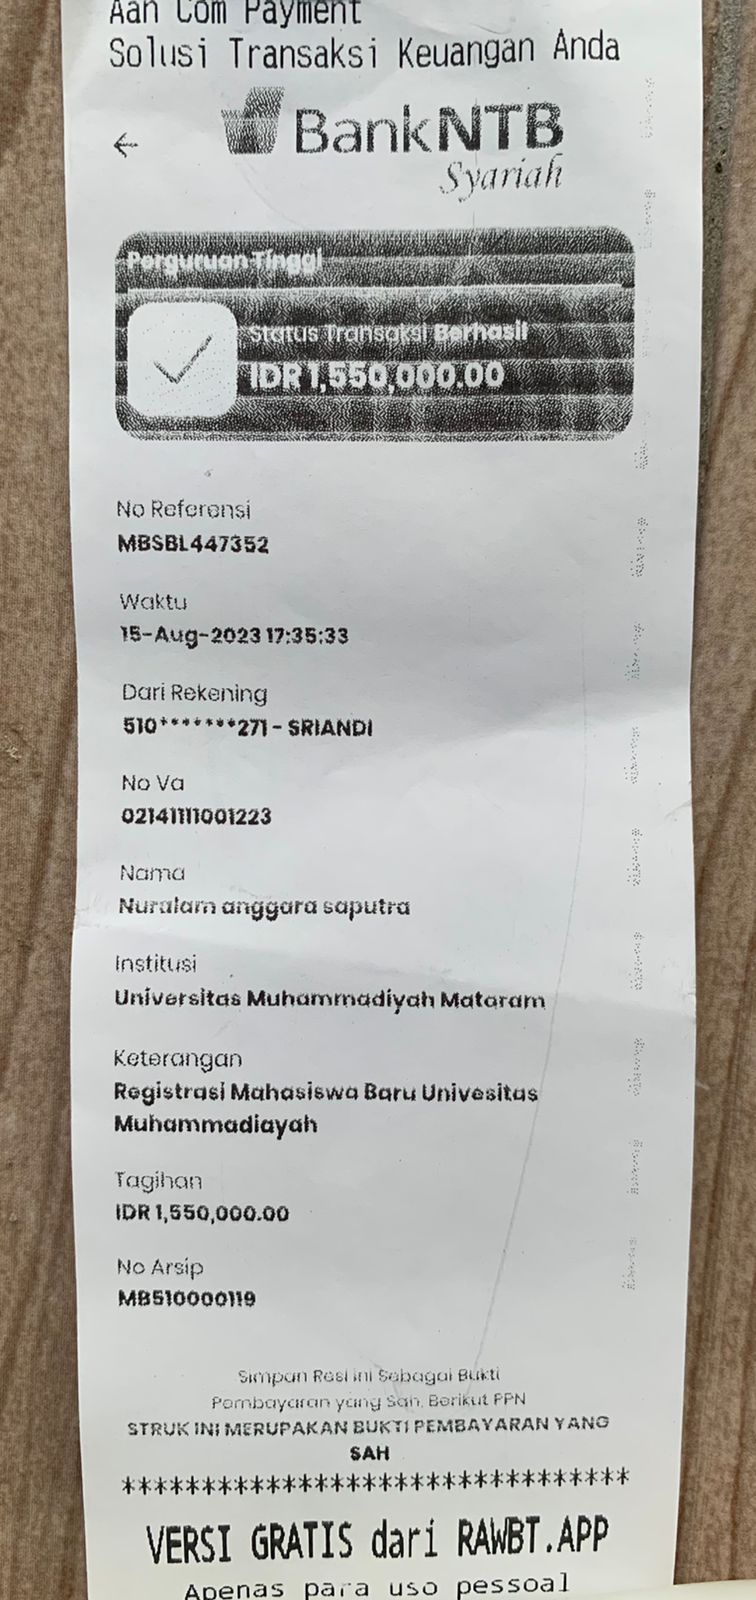 Aan Com Payment
Solusi Transaksi Keuangan Anda
← BankNTB
Syariah
Perguruan Tinggi
Status Transaksi Berhasil
IDR 1,550,000.00
No Referensi
MBSBL447352
Waktu
15-Aug-2023 17:35:33
Dari Rekening
510*******271 - SRIANDI
No Va
02141111001223
Nama
Nuralam anggara saputra
Institusi
Universitas Muhammadiyah Mataram
Keterangan
Registrasi Mahasiswa Baru Univesitas
Muhammadiayah
Tagihan
IDR 1,550,000.00
No Arsip
MB510000119
Simpan Resi ini Sebagai Bukti
Pembayaran yang Sah. Berikut PPN
STRUK INI MERUPAKAN BUKTI PEMBAYARAN YANG
SAH
********************************
VERSI GRATIS dari RAWBT.APP
Apenas para uso pessoal